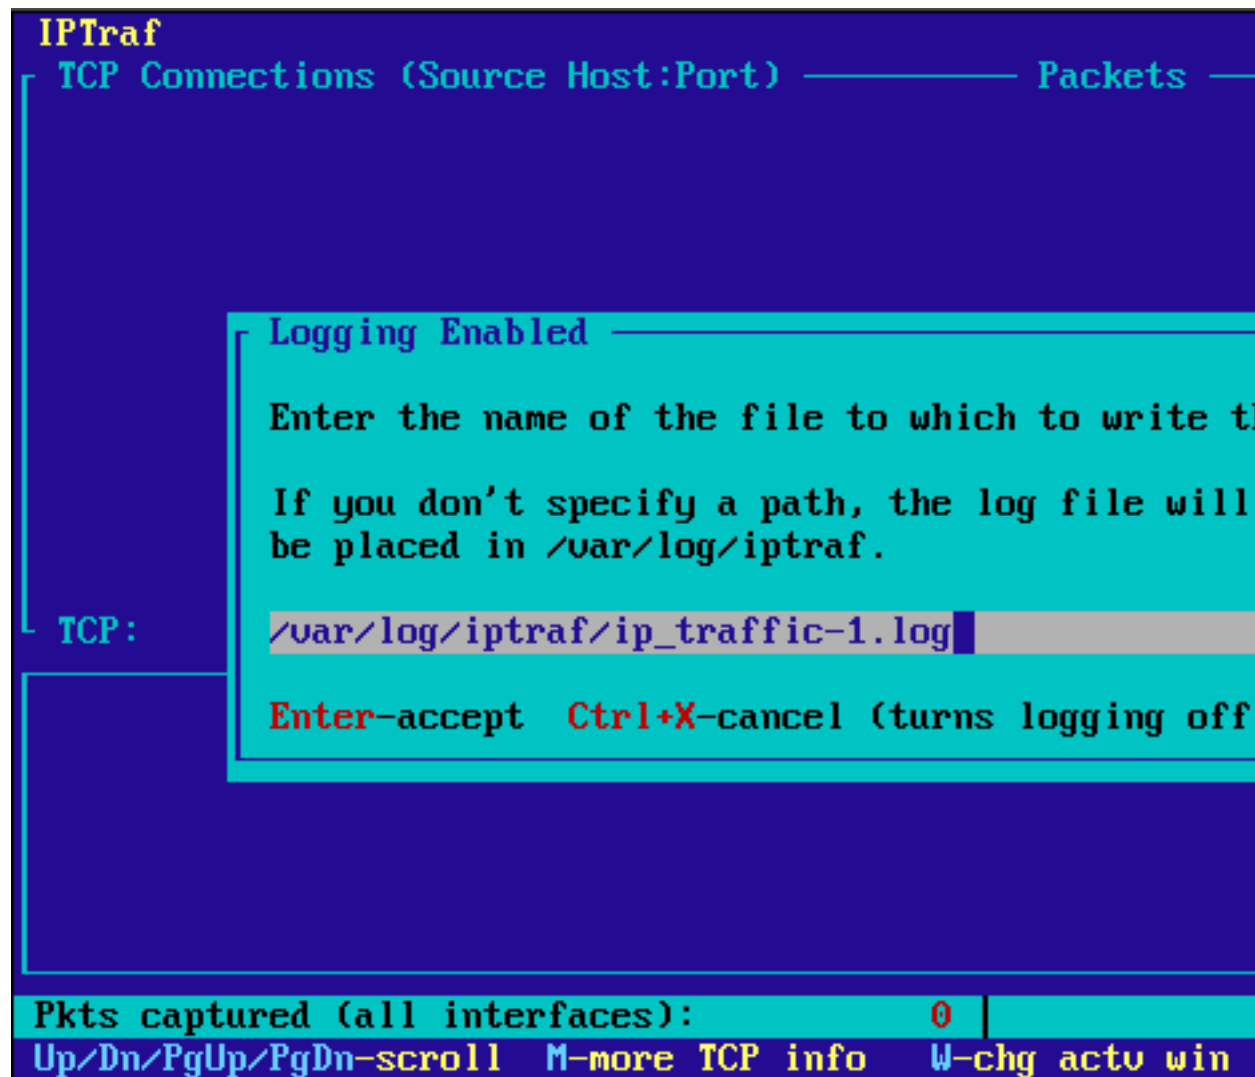 IPTraf
TCP Connections (Source Host:Port) Packets
Logging Enabled
Enter the name of the file to which to write
If you don't specify a path, the log file will
be placed in /var/log/iptraf.
TCP:
/var/log/iptraf/ip_traffic-1.log
Enter-accept Ctrl+X-cancel (turns logging off
Pkts captured (all interfaces): 0
Up/Dn/PgUp/PgDn-scroll M-more TCP info W-chg actv win